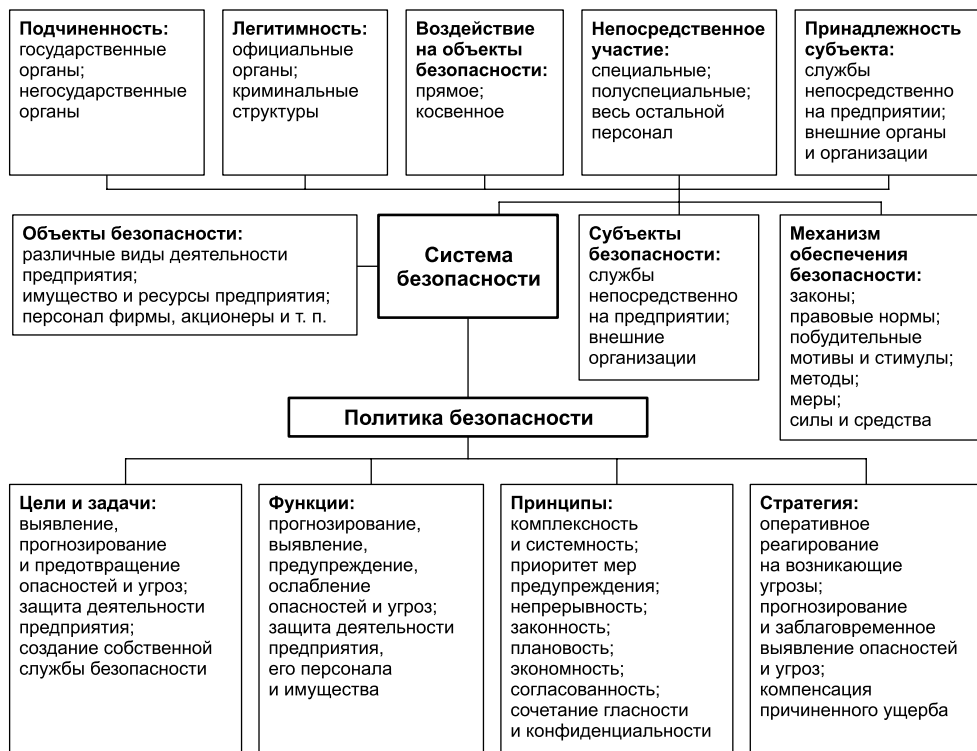 Подчиненность:
государственные
органы;
негосударственные
органы
Легитимность:
официальные
органы;
криминальные
структуры
Воздействие
на объекты
безопасности:
прямое;
косвенное
Непосредственное
участие:
специальные;
полуспециальные;
весь остальной
персонал
Принадлежность
субъекта:
службы
непосредственно
на предприятии;
внешние органы
и организации
Объекты безопасности:
различные виды деятельности
предприятия;
имущество и ресурсы предприятия;
персонал фирмы, акционеры и т. п.
Система
безопасности
Субъекты
безопасности:
службы
непосредственно
на предприятии;
внешние
организации
Механизм
обеспечения
безопасности:
законы;
правовые нормы;
побудительные
мотивы и стимулы;
методы;
меры;
силы и средства
Политика безопасности
Цели и задачи:
выявление,
прогнозирование
и предотвращение
опасностей и угроз;
защита деятельности
предприятия;
создание собственной
службы безопасности
Функции:
прогнозирование,
выявление,
предупреждение,
ослабление
опасностей и угроз;
защита деятельности
предприятия,
его персонала
и имущества
Принципы:
комплексность
и системность;
приоритет мер
предупреждения;
непрерывность;
законность;
плановость;
экономность;
согласованность;
сочетание гласности
и конфиденциальности
Стратегия:
оперативное
реагирование
на возникающие
угрозы;
прогнозирование
и заблаговременное
выявление опасностей
и угроз;
компенсация
причиненного ущерба